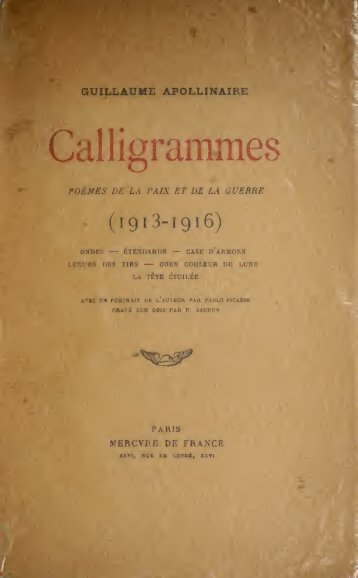 GUILLAUME APOLLINAIRE
Calligrammes
POÈMES DE LA PAIX ET DE LA GUERRE
(1913-1916)
ONDES — ÉTENDARDS — CASE D'ARMONS
LUEURS DES TIRS — OBUS COULEUR DE LUNE
LA TÊTE ÉTOILÉE
AVEC UN PORTRAIT DE L'AUTEUR PAR PABLO PICASSO
GRAVÉ SUR BOIS PAR R. JAUDON
PARIS
MERCVRE DE FRANCE
XXVI, RUE DE CONDÉ, XXVI